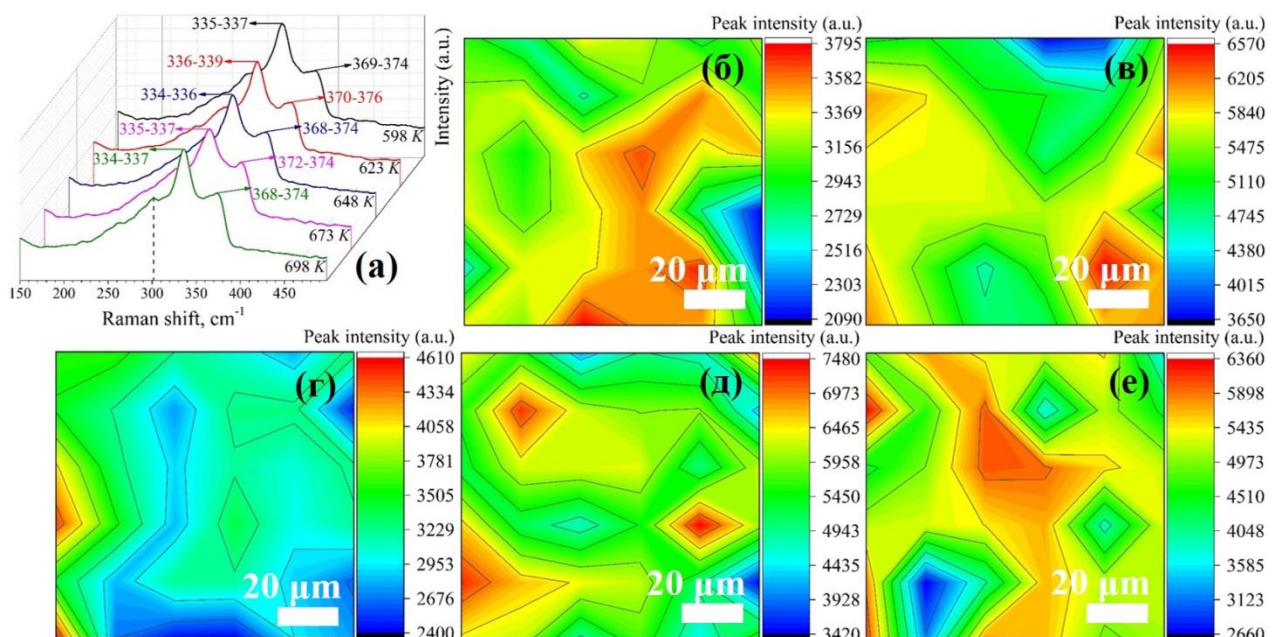 335-337
369-374
336-339
370-376
334-336
368-374
335-337
372-374
334-337
368-374
598 K
623 K
648 K
673 K
698 K
(а)
150 200 250 300 350 400 450
Raman shift, cm-1
Intensity (a.u.)
Peak intensity (a.u.)
(б)
3795
3582
3369
3156
2943
2729
2516
2303
2090
20 µm
Peak intensity (a.u.)
(в)
6570
6205
5840
5475
5110
4745
4380
4015
3650
20 µm
Peak intensity (a.u.)
(г)
4610
4334
4058
3781
3505
3229
2953
2676
2400
20 µm
Peak intensity (a.u.)
(д)
7480
6973
6465
5958
5450
4943
4435
3928
3420
20 µm
Peak intensity (a.u.)
(е)
6360
5898
5435
4973
4510
4048
3585
3123
2660
20 µm